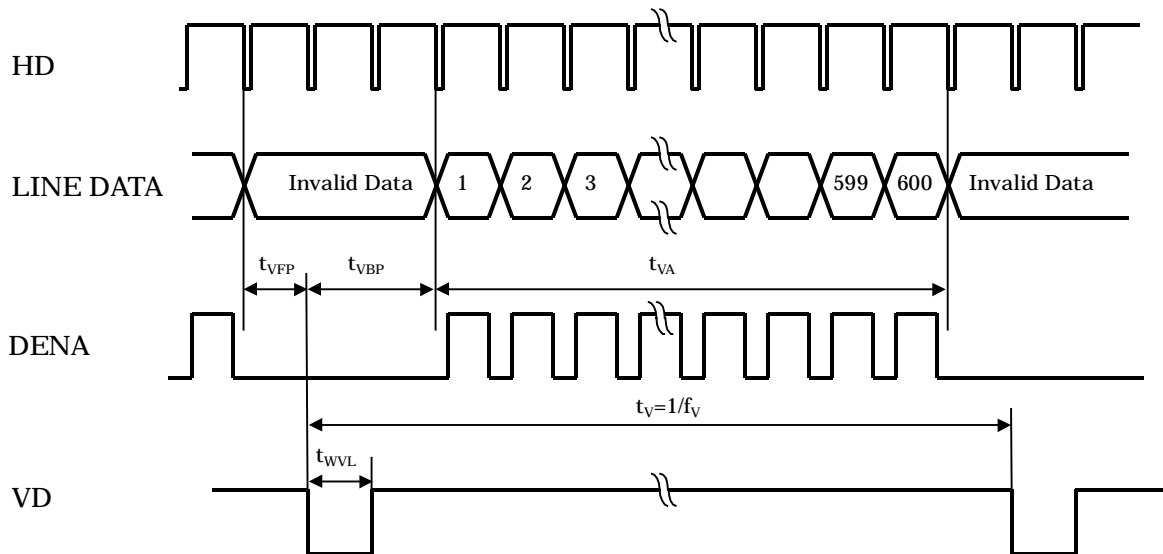 HD
LINE DATA
Invalid Data 1 2 3 599 600 Invalid Data
tVFP tVBP tVA
DENA
tV=1/fV
tWVL
VD